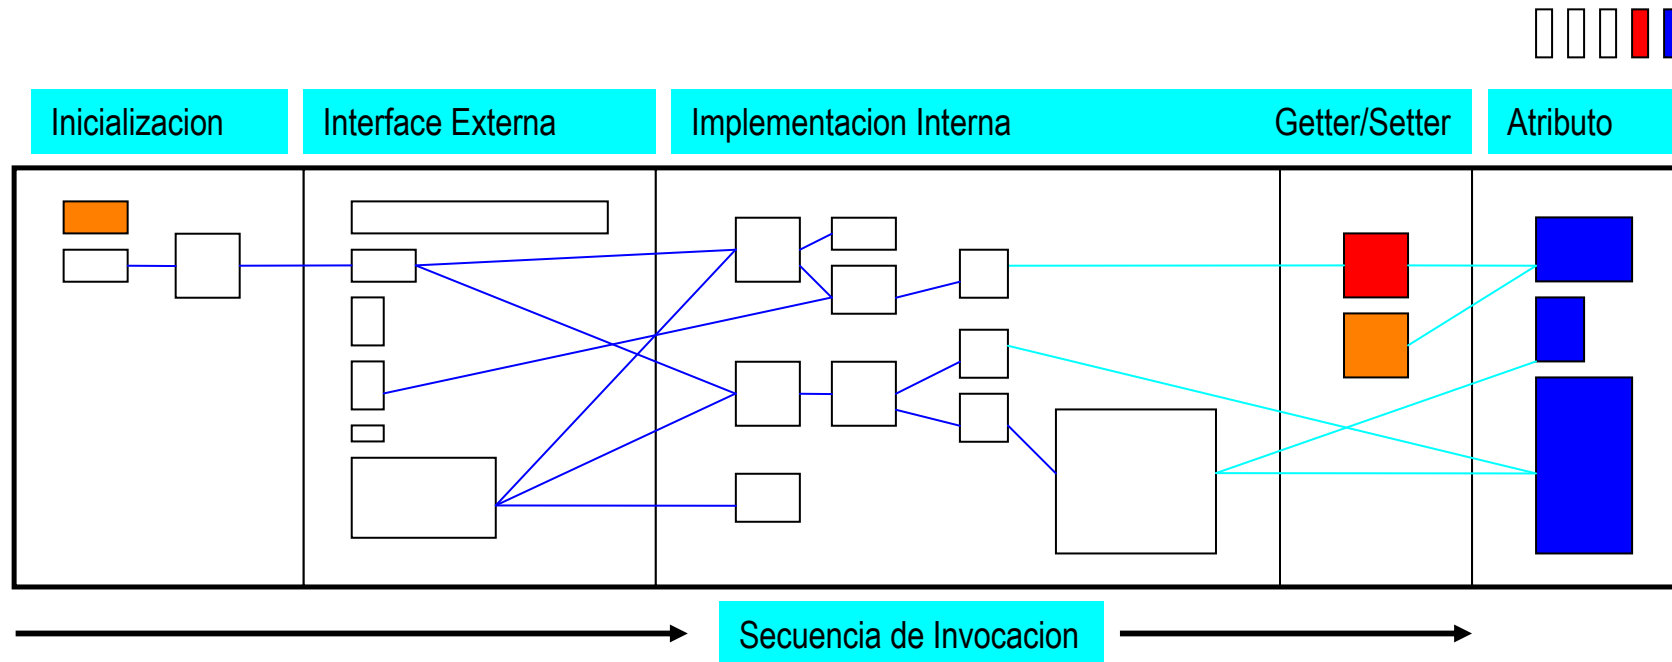 Inicializacion
Interface Externa
Implementacion Interna
Getter/Setter
Atributo
Secuencia de Invocacion